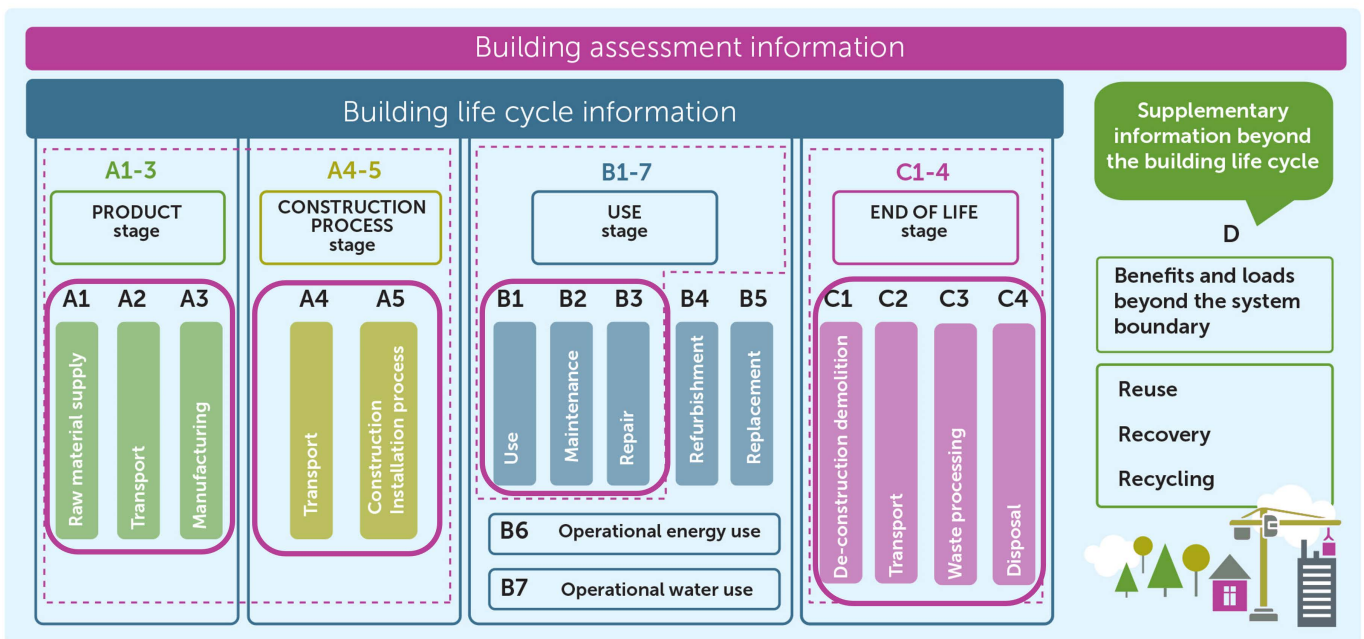 Building assessment information
Building life cycle information
Supplementary
information beyond
the building life cycle
A1-3
PRODUCT
stage
A4-5
CONSTRUCTION
PROCESS
stage
B1-7
USE
stage
C1-4
END OF LIFE
stage
D
Benefits and loads
beyond the system
boundary
Reuse
Recovery
Recycling
A1
Raw material supply
A2
Transport
A3
Manufacturing
A4
Transport
A5
Construction
Installation process
B1
Use
B2
Maintenance
B3
Repair
B4
Refurbishment
B5
Replacement
B6 Operational energy use
B7 Operational water use
C1
De-construction demolition
C2
Transport
C3
Waste processing
C4
Disposal